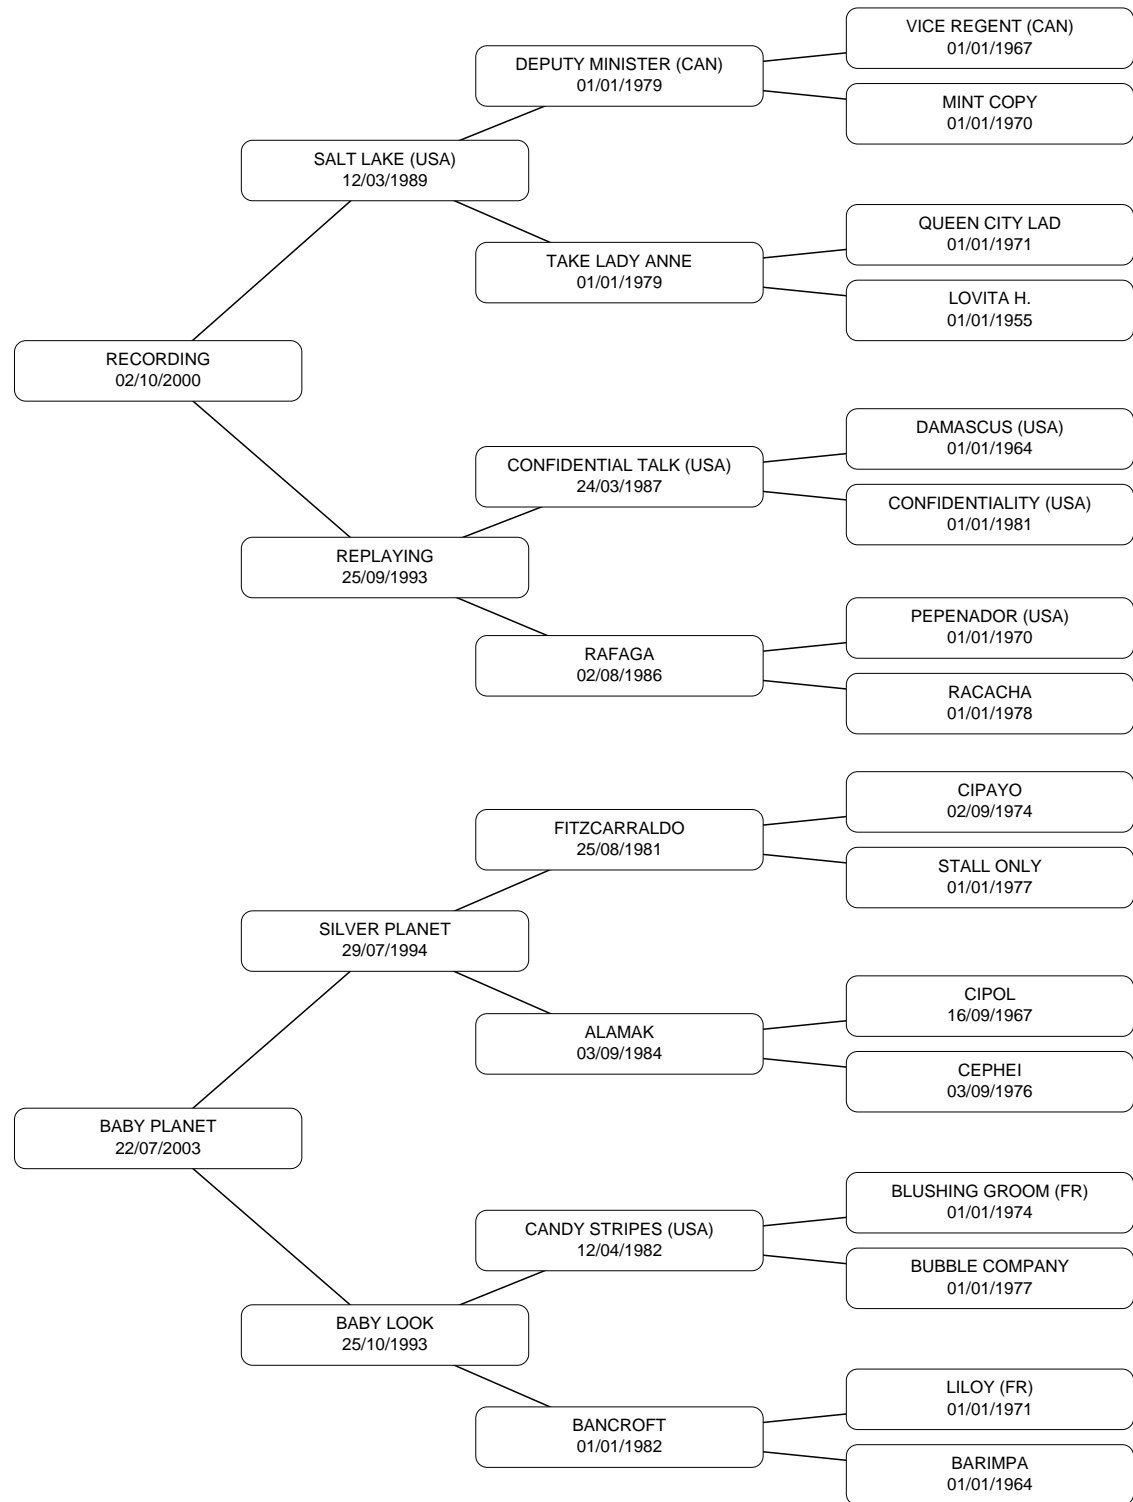 VICE REGENT (CAN)
01/01/1967
DEPUTY MINISTER (CAN)
01/01/1979
MINT COPY
01/01/1970
SALT LAKE (USA)
12/03/1989
QUEEN CITY LAD
01/01/1971
TAKE LADY ANNE
01/01/1979
LOVITA H.
01/01/1955
RECORDING
02/10/2000
DAMASCUS (USA)
01/01/1964
CONFIDENTIAL TALK (USA)
24/03/1987
CONFIDENTIALITY (USA)
01/01/1981
REPLAYING
25/09/1993
PEPENADOR (USA)
01/01/1970
RAFAGA
02/08/1986
RACACHA
01/01/1978
CIPAYO
02/09/1974
FITZCARRALDO
25/08/1981
STALL ONLY
01/01/1977
SILVER PLANET
29/07/1994
CIPOL
16/09/1967
ALAMAK
03/09/1984
CEPHEI
03/09/1976
BABY PLANET
22/07/2003
BLUSHING GROOM (FR)
01/01/1974
CANDY STRIPES (USA)
12/04/1982
BUBBLE COMPANY
01/01/1977
BABY LOOK
25/10/1993
LILOY (FR)
01/01/1971
BANCROFT
01/01/1982
BARIMPA
01/01/1964